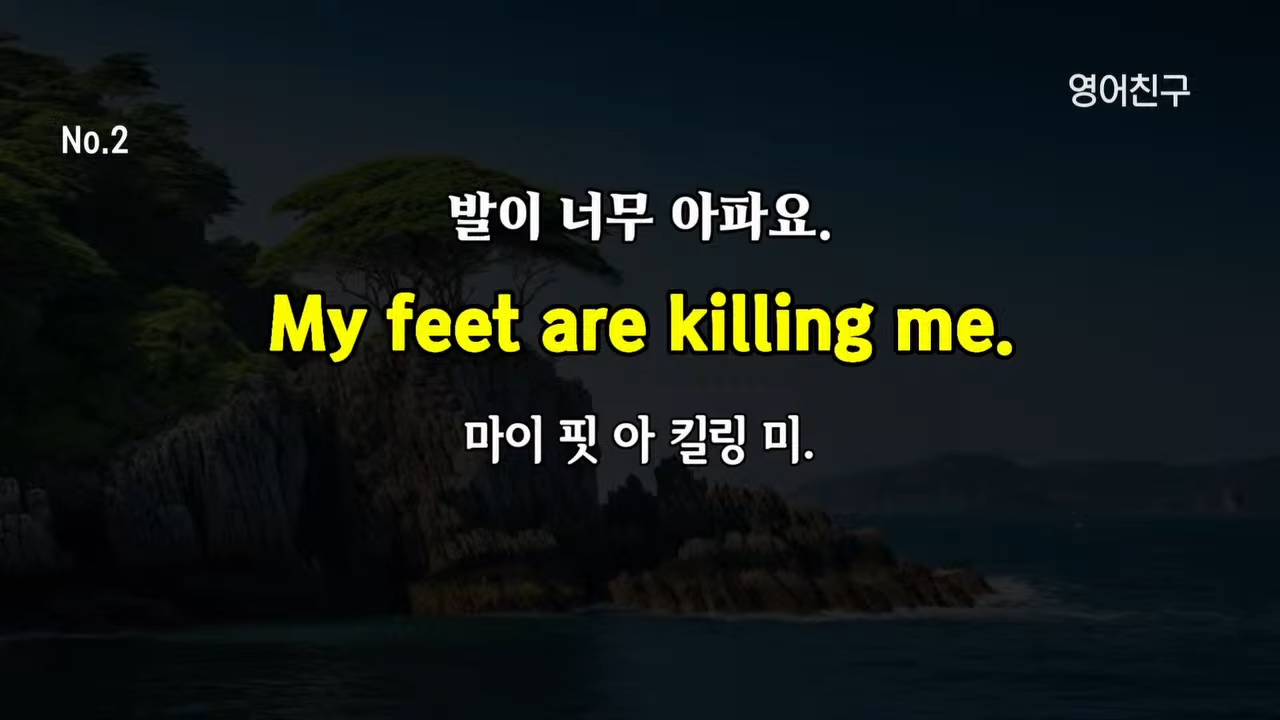 영어친구
No.2
발이 너무 아파요.
My feet are killing me.
마이 핏 아 킬링 미.